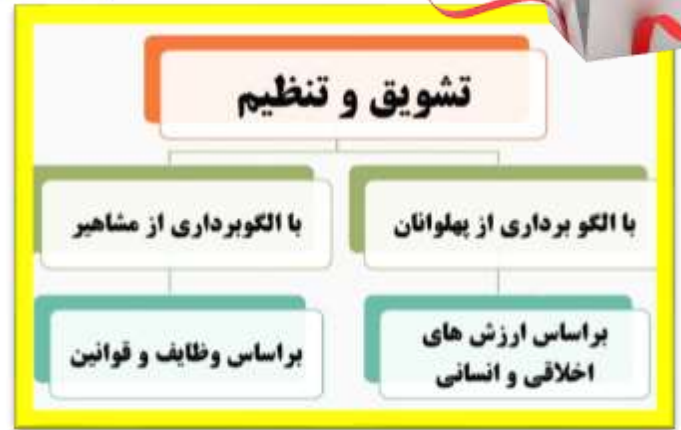 تشویق و تنظیم
با الگو برداری از پهلوانان
با الگوبرداری از مشاهیر
براساس ارزش های
اخلاقی و انسانی
براساس وظایف و قوانین